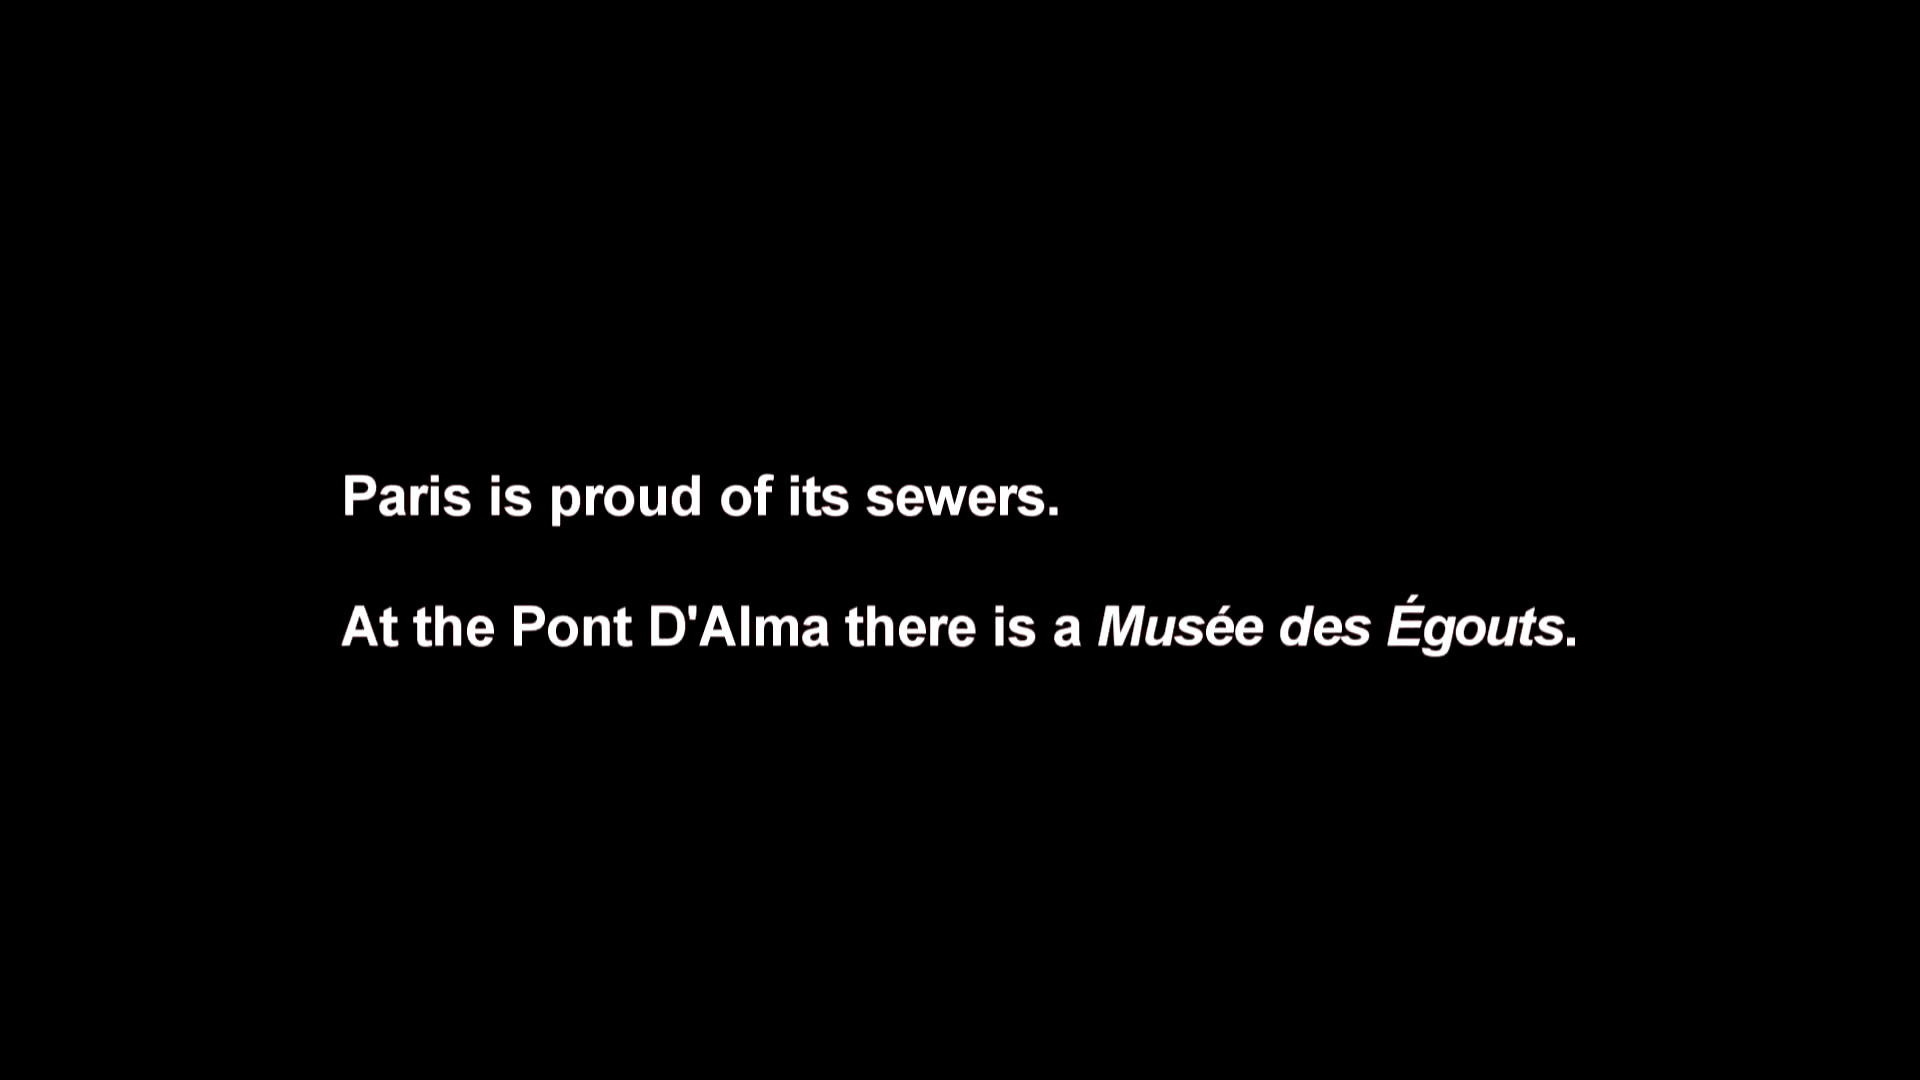 Paris is proud of its sewers.
At the Pont D'Alma there is a Musée des Égouts.